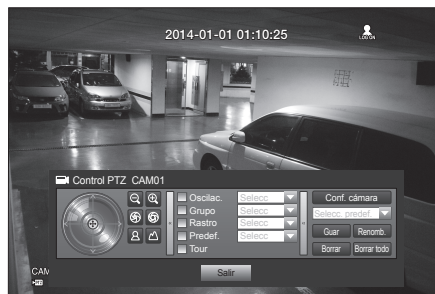 2014-01-01 01:10:25
LOG ON
Control PTZ CAM01
Oscilac. Selecc Conf. cámara
Grupo Selecc Selecc. predef.
Rastro Selecc Guar Renomb.
Predef. Selecc Borrar Borrar todo
Tour
CAM
Salir